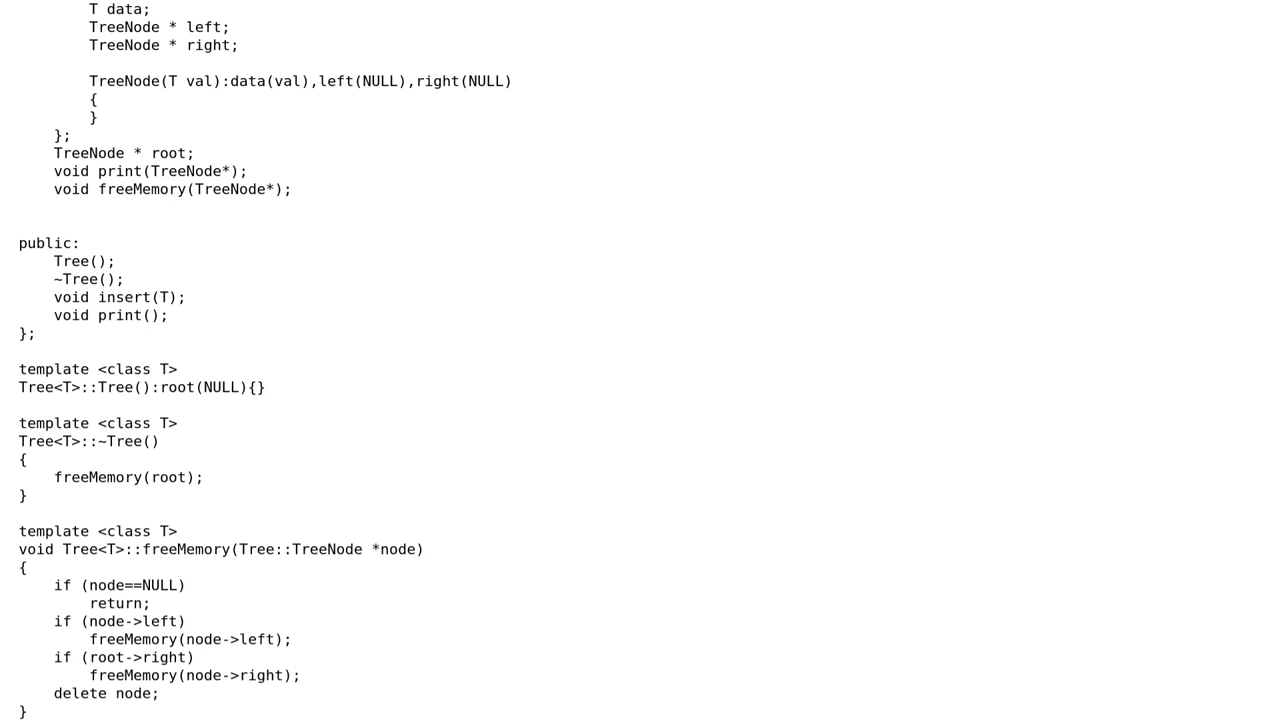 T data;
        TreeNode * left;
        TreeNode * right;

        TreeNode(T val):data(val),left(NULL),right(NULL)
        {
        }
    };
    TreeNode * root;
    void print(TreeNode*);
    void freeMemory(TreeNode*);


public:
    Tree();
    ~Tree();
    void insert(T);
    void print();
};

template <class T>
Tree<T>::Tree():root(NULL){}

template <class T>
Tree<T>::~Tree()
{
    freeMemory(root);
}

template <class T>
void Tree<T>::freeMemory(Tree::TreeNode *node)
{
    if (node==NULL)
        return;
    if (node->left)
        freeMemory(node->left);
    if (root->right)
        freeMemory(node->right);
    delete node;
}